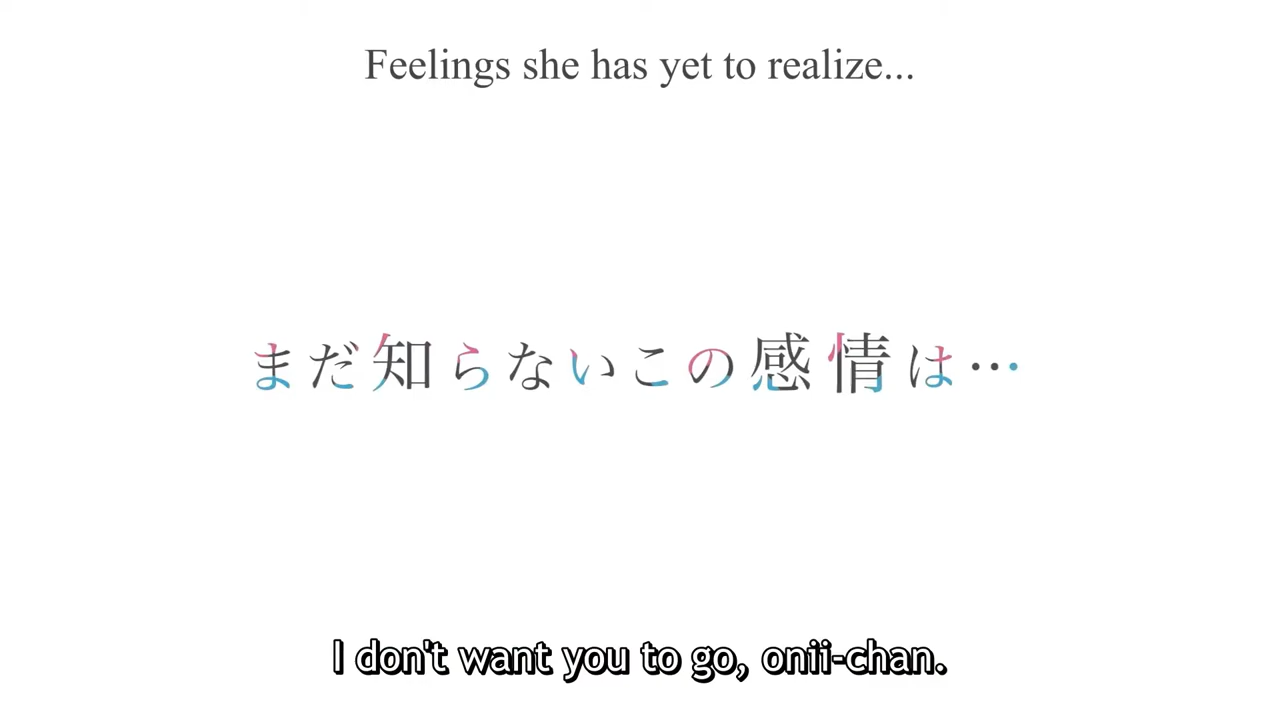 Feelings she has yet to realize...
まだ知らないこの感情は…
I don't want you to go, onii-chan.